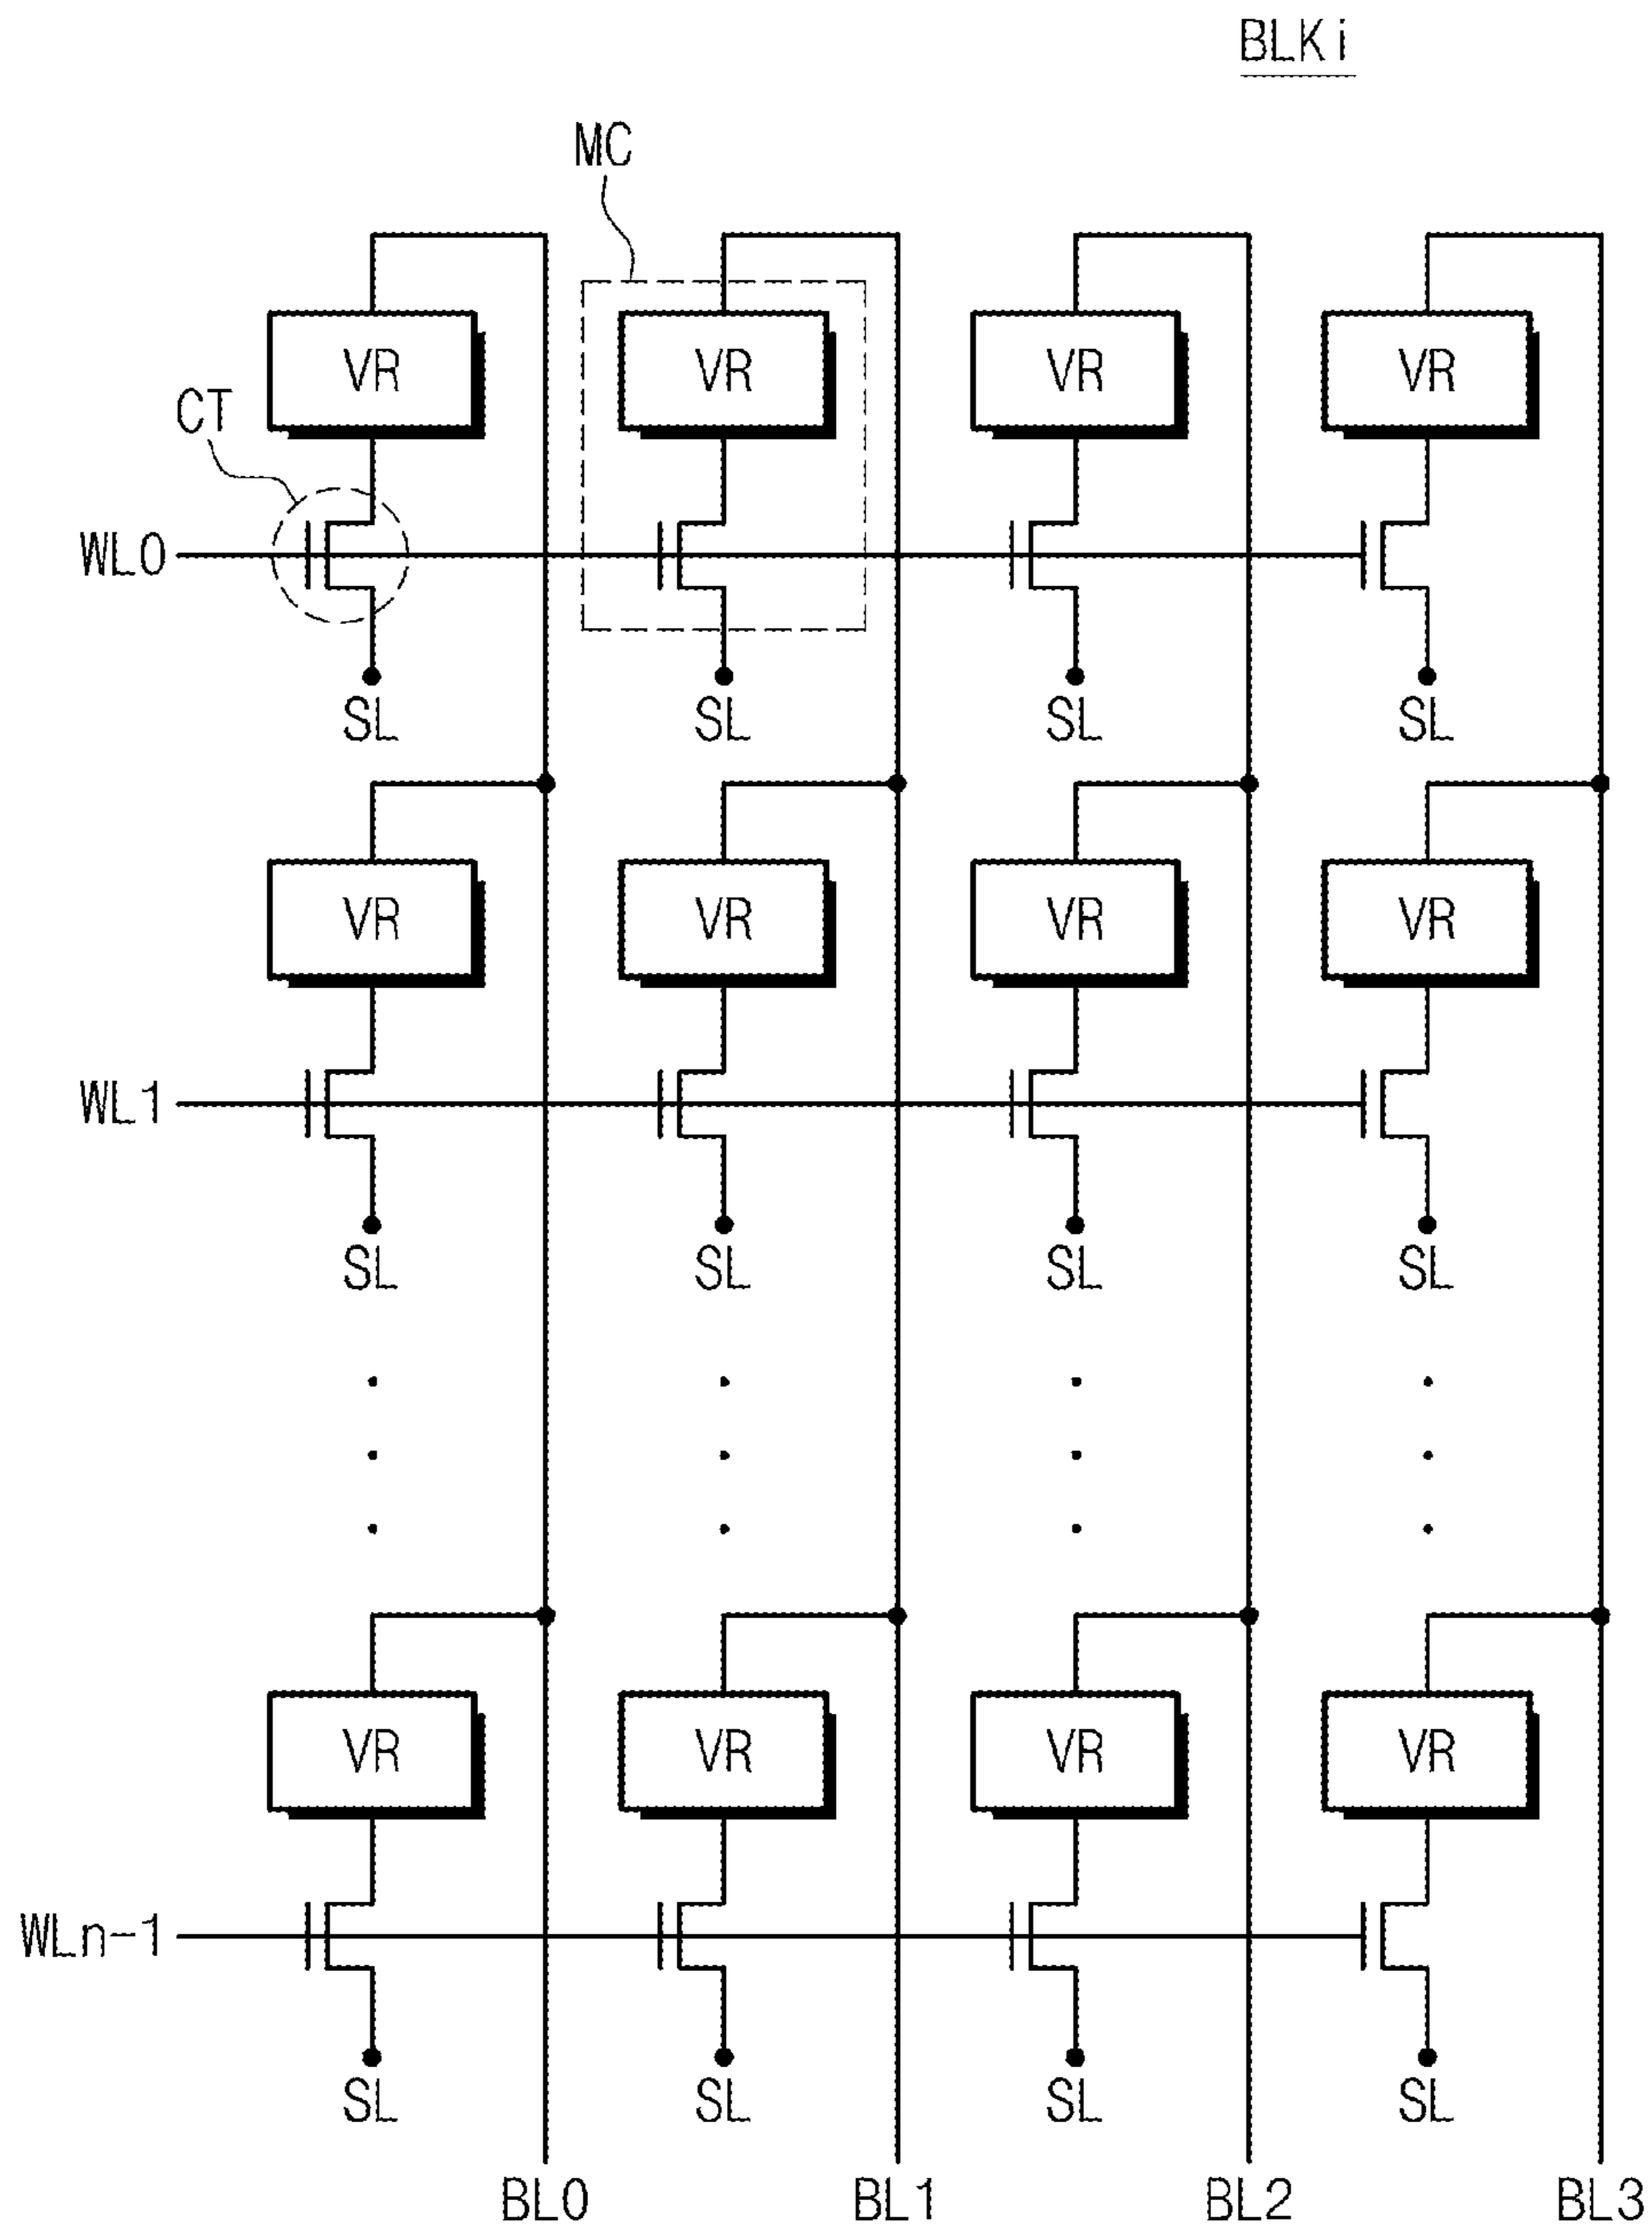 BLKi
MC
VR VR VR VR
CT
WL0
SL SL SL SL
VR VR VR VR
WL1
SL SL SL SL
VR VR VR VR
WLn-1
SL SL SL SL
BL0 BL1 BL2 BL3